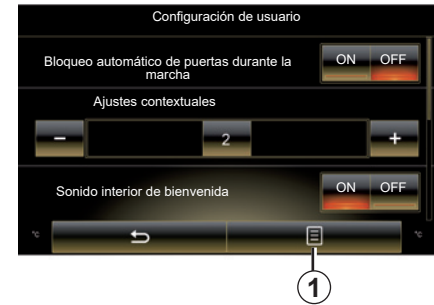 Configuración de usuario
Bloqueo automático de puertas durante la
marcha
ON OFF
Ajustes contextuales
− 2 +
Sonido interior de bienvenida
ON OFF
°C °C
1